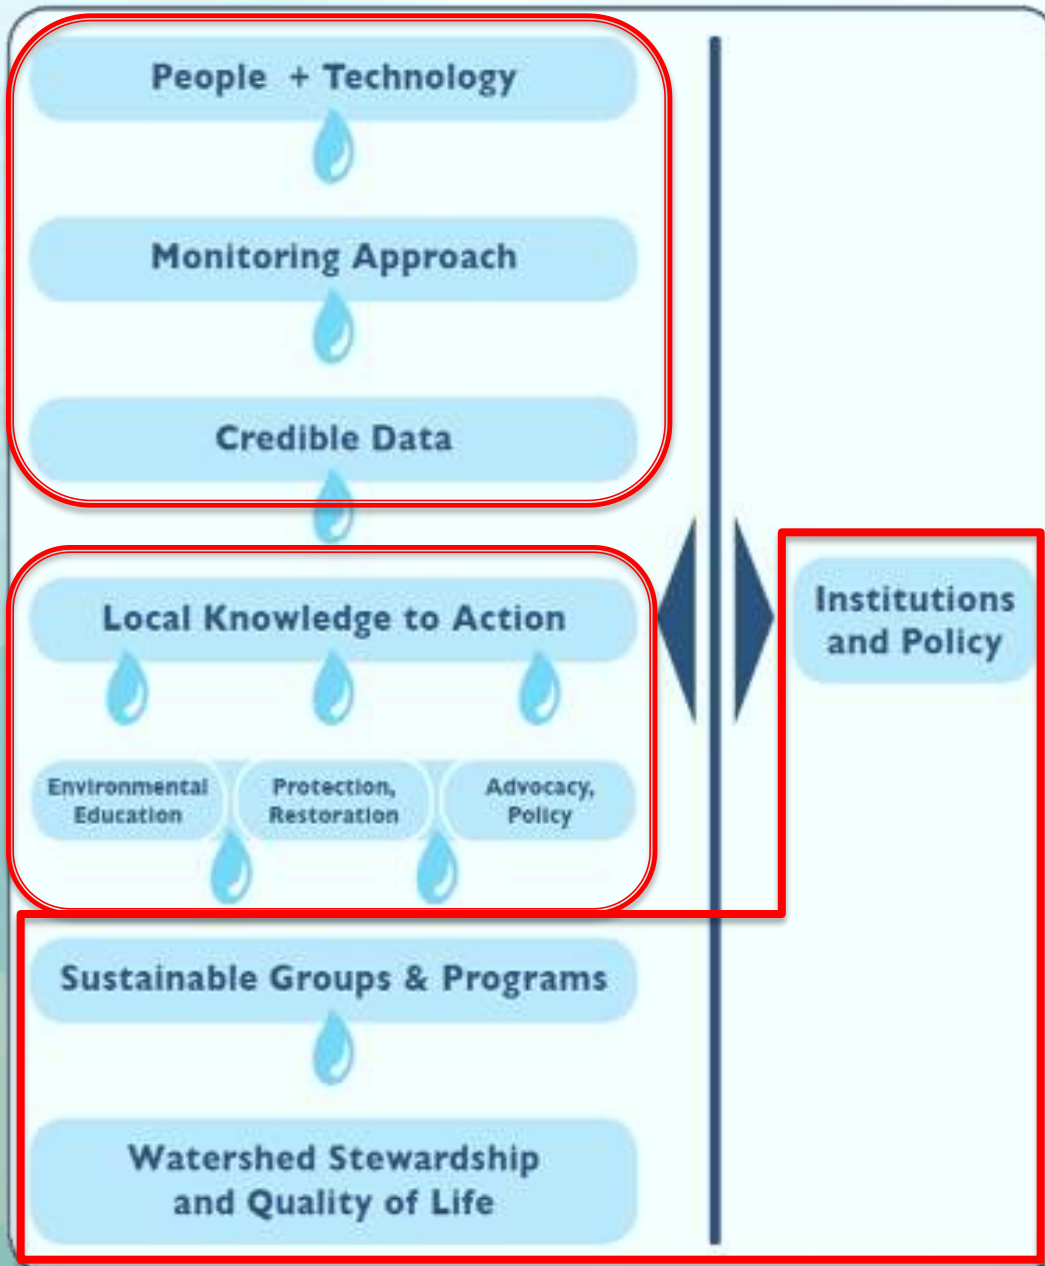 People + Technology
Monitoring Approach
Credible Data
Local Knowledge to Action
Environmental
Education
Protection,
Restoration
Advocacy,
Policy
Institutions
and Policy
Sustainable Groups & Programs
Watershed Stewardship
and Quality of Life